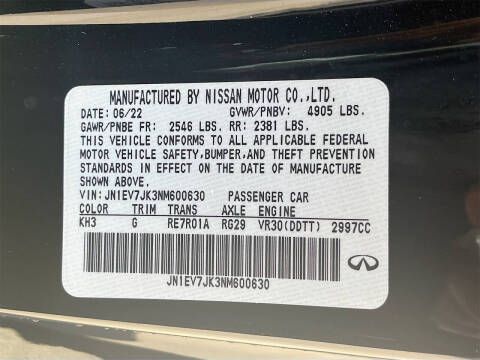 MANUFACTURED BY NISSAN MOTOR CO.,LTD.
DATE: 06/22 GVWR/PNBV: 4905 LBS.
GAWR/PNBE FR: 2546 LBS. RR: 2381 LBS.
THIS VEHICLE CONFORMS TO ALL APPLICABLE FEDERAL
MOTOR VEHICLE SAFETY,BUMPER,AND THEFT PREVENTION
STANDARDS IN EFFECT ON THE DATE OF MANUFACTURE
SHOWN ABOVE.
VIN:JN1EV7JK3NM600630 PASSENGER CAR
COLOR TRIM TRANS AXLE ENGINE
KH3 G RE7R01A RG29 VR30(DDTT) 2997CC
JN1EV7JK3NM600630